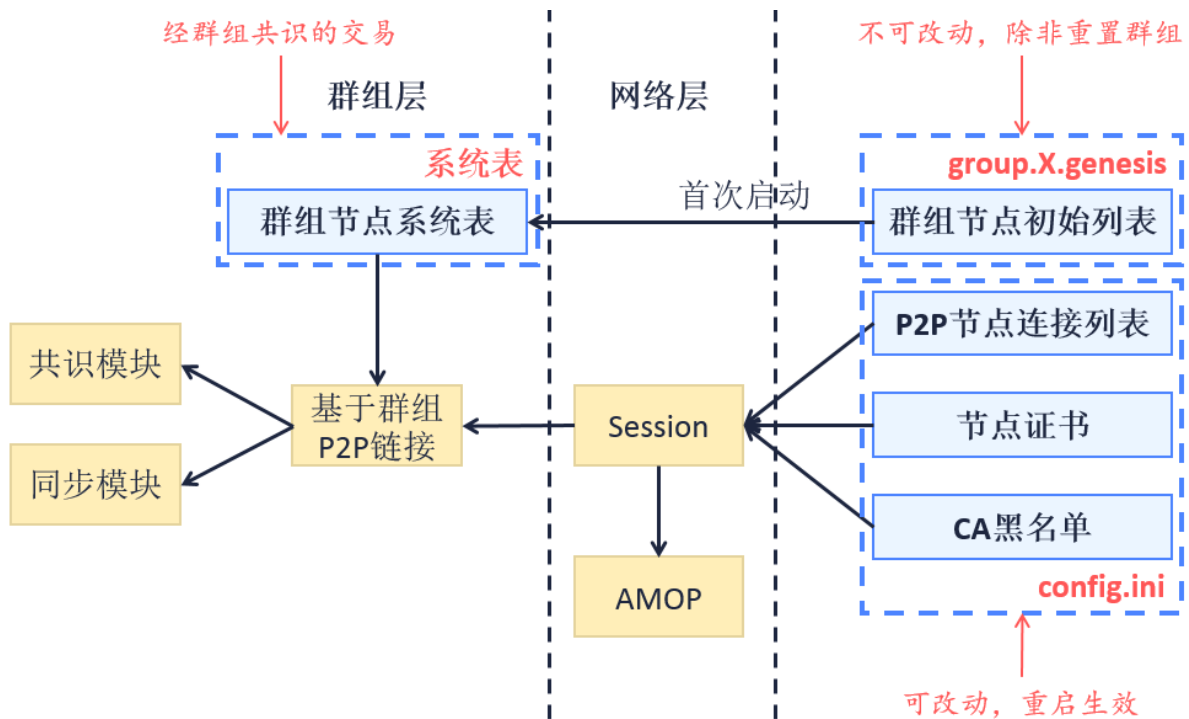 经群组共识的交易
不可改动，除非重置群组
群组层
网络层
系统表
group.X.genesis
首次启动
群组节点系统表
群组节点初始列表
P2P节点连接列表
共识模块
基于群组
P2P链接
Session
节点证书
同步模块
CA黑名单
AMOP
config.ini
可改动，重启生效